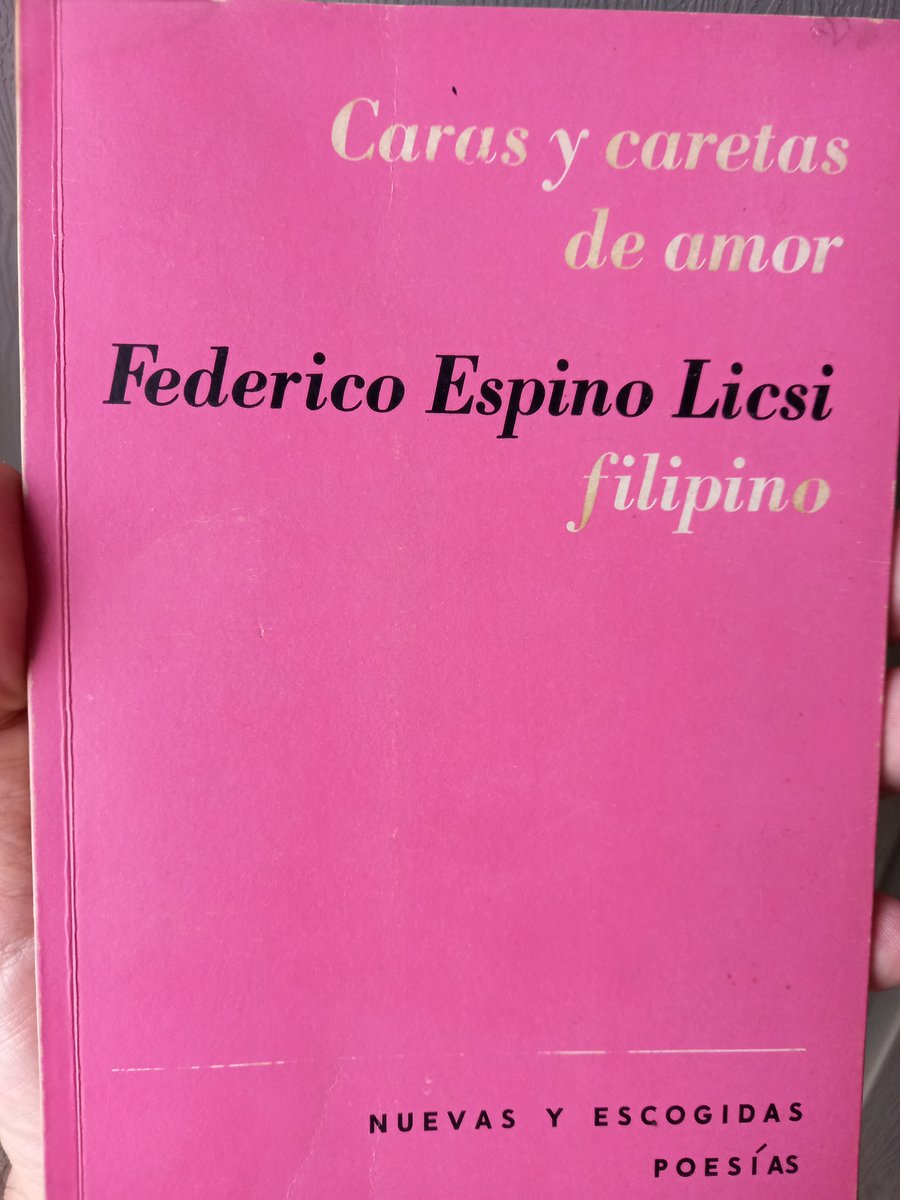 Caras y caretas
de amor
Federico Espino Licsi
filipino
NUEVAS Y ESCOGIDAS
POESÍAS